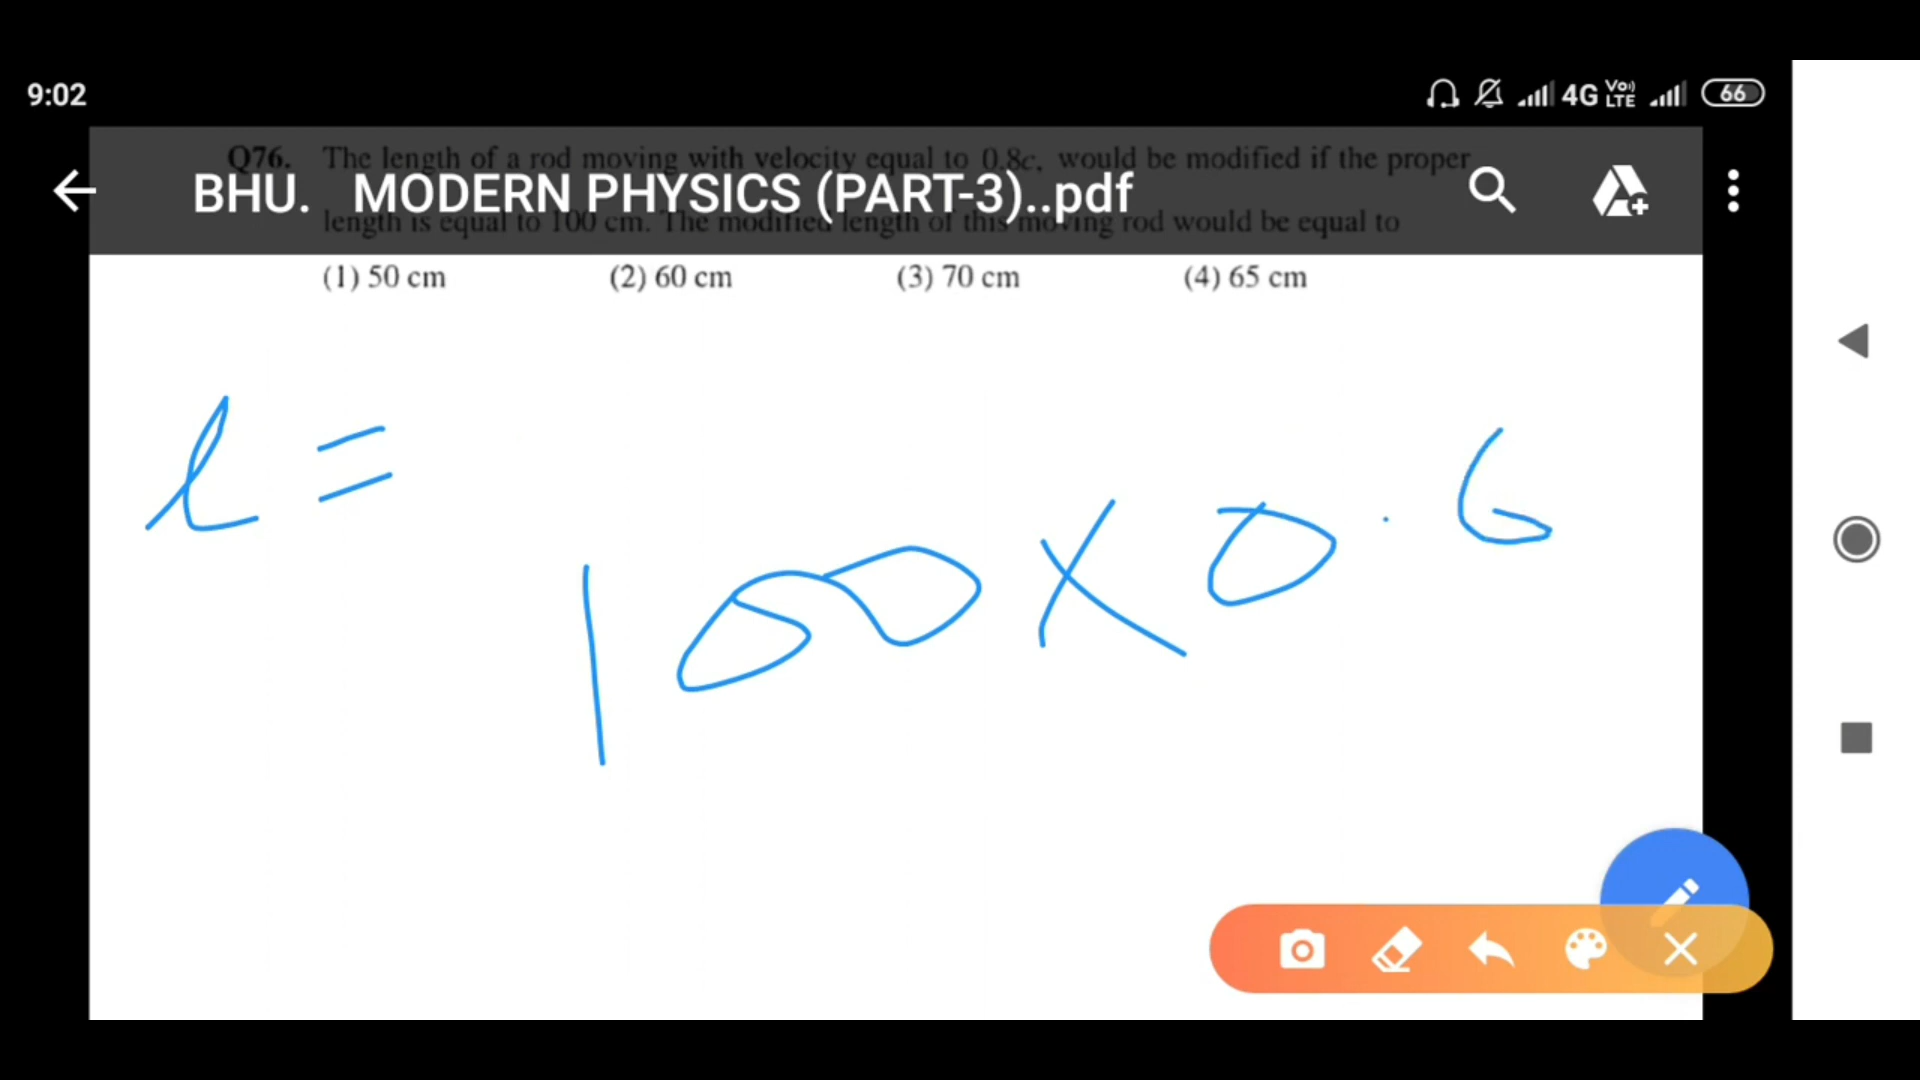 9:02
4G Vo)) LTE 66
Q76. The length of a rod moving with velocity equal to 0.8c, would be modified if the proper
BHU. MODERN PHYSICS (PART-3)..pdf
length is equal to 100 cm. The modified length of this moving rod would be equal to
(1) 50 cm (2) 60 cm (3) 70 cm (4) 65 cm
l =
100 x 0.6